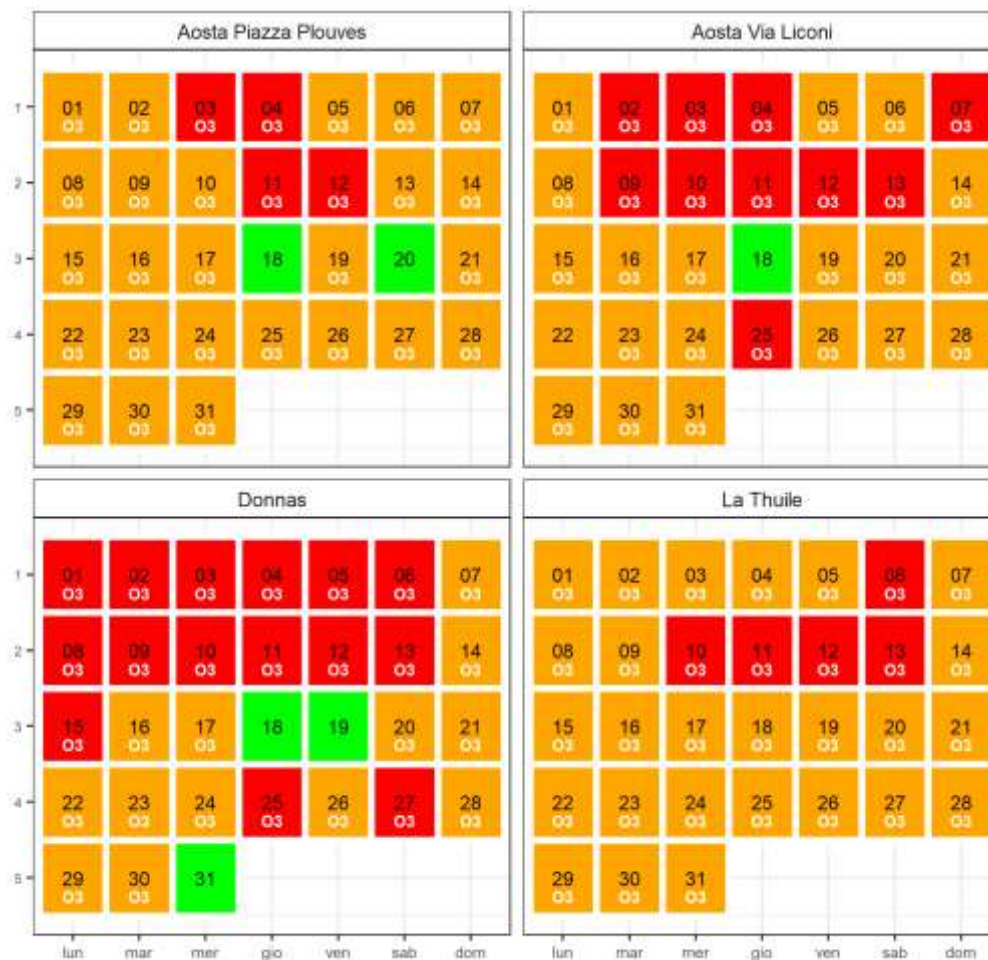 Aosta Piazza Plouves
Aosta Via Liconi
1
01 02 03 04 05 06 07
O3 O3 O3 O3 O3 O3 O3
01 02 03 04 05 06 07
O3 O3 O3 O3 O3 O3 O3
2
08 09 10 11 12 13 14
O3 O3 O3 O3 O3 O3 O3
08 09 10 11 12 13 14
O3 O3 O3 O3 O3 O3 O3
3
15 16 17 18 19 20 21
O3 O3 O3 O3 O3
15 16 17 18 19 20 21
O3 O3 O3 O3 O3 O3
4
22 23 24 25 26 27 28
O3 O3 O3 O3 O3 O3 O3
22 23 24 25 26 27 28
O3 O3 O3 O3 O3 O3
5
29 30 31
O3 O3 O3
29 30 31
O3 O3 O3
Donnas
La Thuile
1
01 02 03 04 05 06 07
O3 O3 O3 O3 O3 O3 O3
01 02 03 04 05 06 07
O3 O3 O3 O3 O3 O3 O3
2
08 09 10 11 12 13 14
O3 O3 O3 O3 O3 O3 O3
08 09 10 11 12 13 14
O3 O3 O3 O3 O3 O3 O3
3
15 16 17 18 19 20 21
O3 O3 O3 O3 O3
15 16 17 18 19 20 21
O3 O3 O3 O3 O3 O3 O3
4
22 23 24 25 26 27 28
O3 O3 O3 O3 O3 O3 O3
22 23 24 25 26 27 28
O3 O3 O3 O3 O3 O3 O3
5
29 30 31
O3 O3
29 30 31
O3 O3 O3
lun mar mer gio ven sab dom
lun mar mer gio ven sab dom